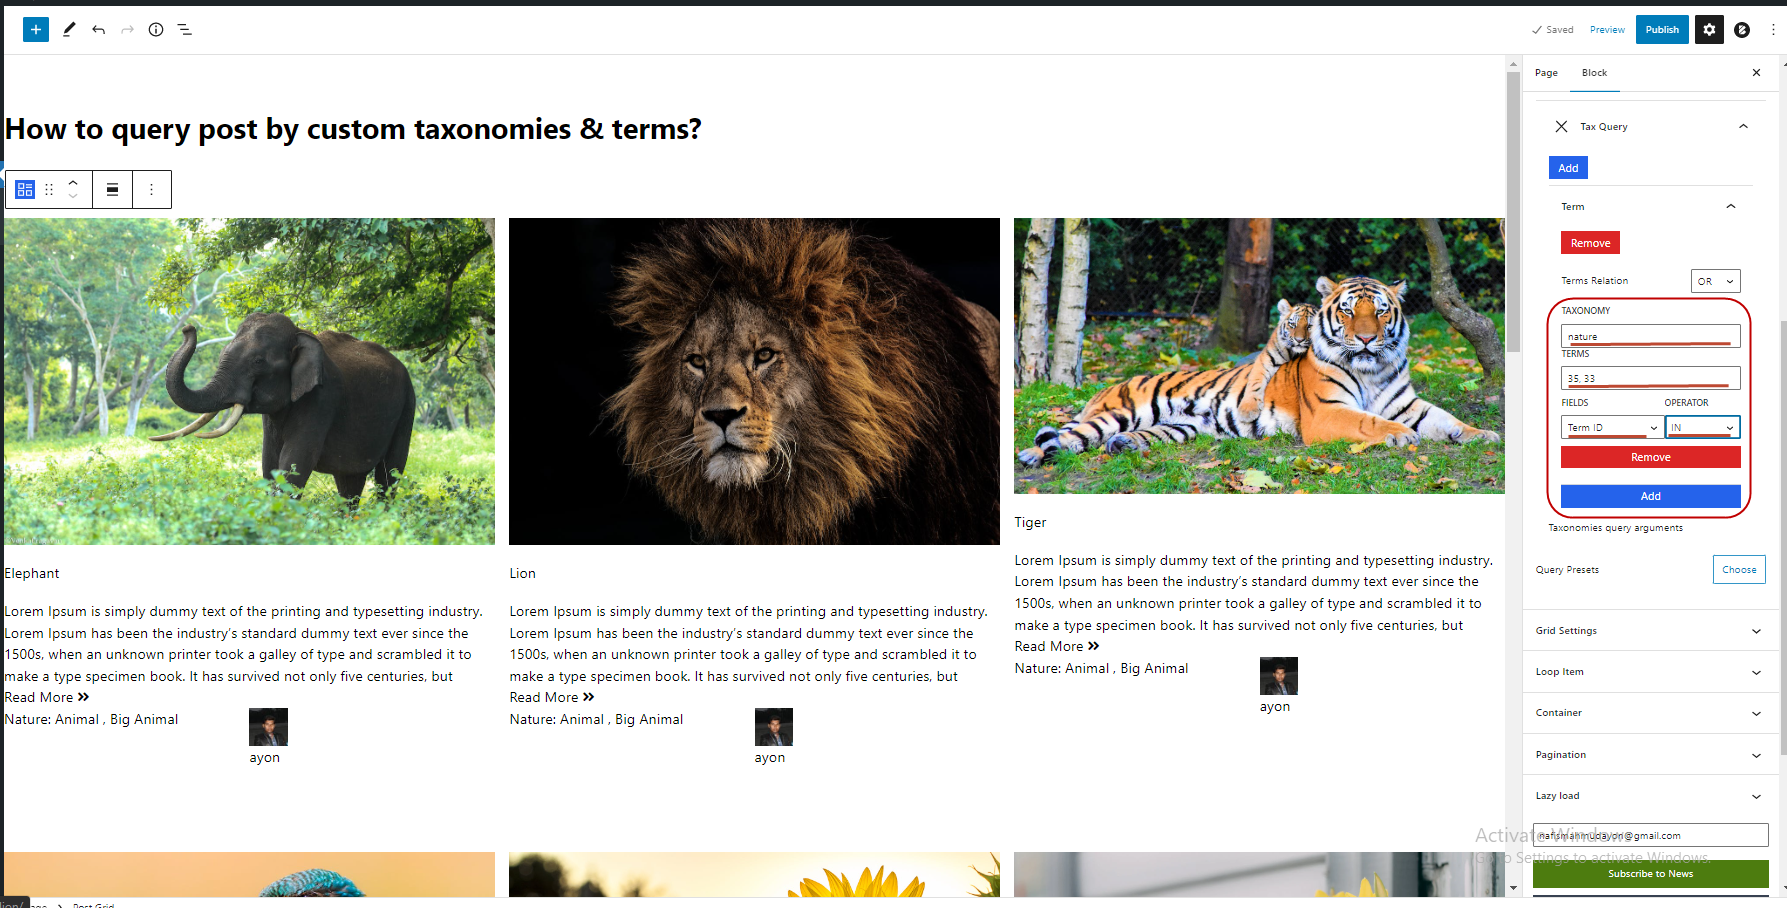 Saved
Preview
Publish
Page
Block
How to query post by custom taxonomies & terms?
Elephant
Lorem Ipsum is simply dummy text of the printing and typesetting industry.
Lorem Ipsum has been the industry’s standard dummy text ever since the
1500s, when an unknown printer took a galley of type and scrambled it to
make a type specimen book. It has survived not only five centuries, but
Read More »
Nature: Animal , Big Animal
ayon
Lion
Lorem Ipsum is simply dummy text of the printing and typesetting industry.
Lorem Ipsum has been the industry’s standard dummy text ever since the
1500s, when an unknown printer took a galley of type and scrambled it to
make a type specimen book. It has survived not only five centuries, but
Read More »
Nature: Animal , Big Animal
ayon
Tiger
Lorem Ipsum is simply dummy text of the printing and typesetting industry.
Lorem Ipsum has been the industry’s standard dummy text ever since the
1500s, when an unknown printer took a galley of type and scrambled it to
make a type specimen book. It has survived not only five centuries, but
Read More »
Nature: Animal , Big Animal
ayon
Tax Query
Add
Term
Remove
Terms Relation
OR
TAXONOMY
nature
TERMS
35, 33
FIELDS
OPERATOR
Term ID
IN
Remove
Add
Taxonomies query arguments
Query Presets
Choose
Grid Settings
Loop Item
Container
Pagination
Lazy load
nafismahmudayon@gmail.com
Activate Windows
Go to Settings to activate Windows.
Subscribe to News
Post Grid